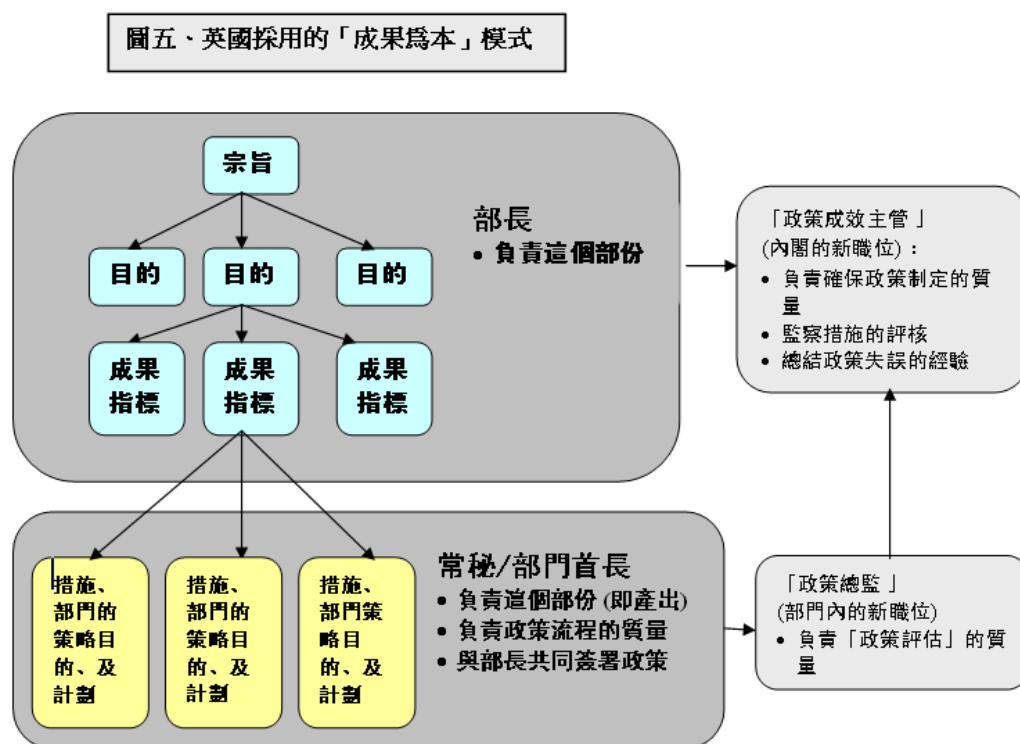 圖五、英國採用的「成果為本」模式
宗旨
目的
目的
目的
成果
指標
成果
指標
成果
指標
部長
• 負責這個部份
「政策成效主管」
(內閣的新職位)：
• 負責確保政策制定的質
量
• 監察措施的評核
• 總結政策失誤的經驗
措施、
部門的
策略目
的、及
計劃
措施、
部門的
策略目
的、及
計劃
措施、
部門策
略目
的、及
計劃
常秘/部門首長
• 負責這個部份 (即產出)
• 負責政策流程的質量
• 與部長共同簽署政策
「政策總監」
(部門內的新職位)
• 負責「政策評估」的質
量